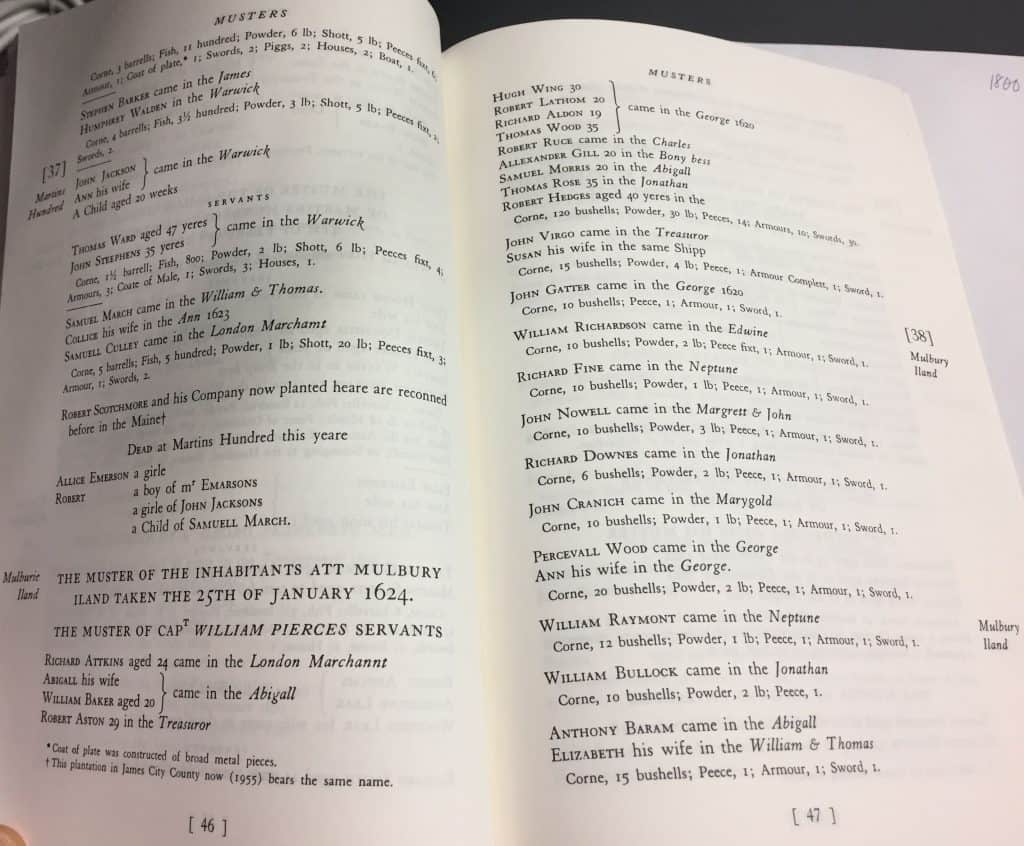 MUSTERS
Corne, 3 barrells; Fish, 11 hundred; Powder, 6 lb; Shott, 5 lb; Peeces fixt, 6;
Armour, 1; Coat of plate,* 1; Swords, 2; Piggs, 2; Houses, 2; Boat, 1.
STEPHEN BARKER came in the James
HUMPHREY WALDEN in the Warwick
Corne, 4 barrells; Fish, 3½ hundred; Powder, 3 lb; Shott, 5 lb; Peeces fixt, 2;
Swords, 2.
[37]
Martins
Hundred
JOHN JACKSON
ANN his wife
} came in the Warwick
A Child aged 20 weeks
SERVANTS
THOMAS WARD aged 47 yeres
JOHN STEPHENS 35 yeres
} came in the Warwick
Corne, 1½ barrell; Fish, 800; Powder, 2 lb; Shott, 6 lb; Peeces fixt, 4;
Armours, 3; Coate of Male, 1; Swords, 3; Houses, 1.
SAMUEL MARCH came in the William & Thomas.
COLLICE his wife in the Ann 1623
SAMUELL CULLEY came in the London Marchamt
Corne, 5 barrells; Fish, 5 hundred; Powder, 1 lb; Shott, 20 lb; Peeces fixt, 3;
Armour, 1; Swords, 2.
ROBERT SCOTCHMORE and his Company now planted heare are reconned
before in the Maine†
DEAD at Martins Hundred this yeare
ALLICE EMERSON a girle
ROBERT a boy of mr EMARSONS
a girle of JOHN JACKSONS
a Child of SAMUELL MARCH.
Mulburie
Iland
THE MUSTER OF THE INHABITANTS ATT MULBURY
ILAND TAKEN THE 25TH OF JANUARY 1624.
THE MUSTER OF CAPT WILLIAM PIERCES SERVANTS
RICHARD ATTKINS aged 24 came in the London Marchannt
ABIGALL his wife
WILLIAM BAKER aged 20
} came in the Abigall
ROBERT ASTON 29 in the Treasuror
*Coat of plate was constructed of broad metal pieces.
†This plantation in James City County now (1955) bears the same name.
[ 46 ]
MUSTERS
1800
HUGH WING 30
ROBERT LATHOM 20
RICHARD ALDON 19
THOMAS WOOD 35
} came in the George 1620
ROBERT RUCE came in the Charles
ALLEXANDER GILL 20 in the Bony bess
SAMUEL MORRIS 20 in the Abigall
THOMAS ROSE 35 in the Jonathan
ROBERT HEDGES aged 40 yeres in the
Corne, 120 bushells; Powder, 30 lb; Peeces, 14; Armours, 10; Swords, 30.
JOHN VIRGO came in the Treasuror
SUSAN his wife in the same Shipp
Corne, 15 bushells; Powder, 4 lb; Peece, 1; Armour Complett, 1; Sword, 1.
JOHN GATTER came in the George 1620
Corne, 10 bushells; Peece, 1; Armour, 1; Sword, 1.
[38]
Mulbury
Iland
WILLIAM RICHARDSON came in the Edwine
Corne, 10 bushells; Powder, 2 lb; Peece fixt, 1; Armour, 1; Sword, 1.
RICHARD FINE came in the Neptune
Corne, 10 bushells; Powder, 1 lb; Peece, 1; Armour, 1; Sword, 1.
JOHN NOWELL came in the Margrett & John
Corne, 10 bushells; Powder, 3 lb; Peece, 1; Armour, 1; Sword, 1.
RICHARD DOWNES came in the Jonathan
Corne, 6 bushells; Powder, 2 lb; Peece, 1; Armour, 1; Sword, 1.
JOHN CRANICH came in the Marygold
Corne, 10 bushells; Powder, 1 lb; Peece, 1; Armour, 1; Sword, 1.
PERCEVALL WOOD came in the George
ANN his wife in the George.
Corne, 20 bushells; Powder, 2 lb; Peece, 1; Armour, 1; Sword, 1.
WILLIAM RAYMONT came in the Neptune
Corne, 12 bushells; Powder, 1 lb; Peece, 1; Armour, 1; Sword, 1.
Mulbury
Iland
WILLIAM BULLOCK came in the Jonathan
Corne, 10 bushells; Powder, 2 lb; Peece, 1.
ANTHONY BARAM came in the Abigall
ELIZABETH his wife in the William & Thomas
Corne, 15 bushells; Peece, 1; Armour, 1; Sword, 1.
[ 47 ]